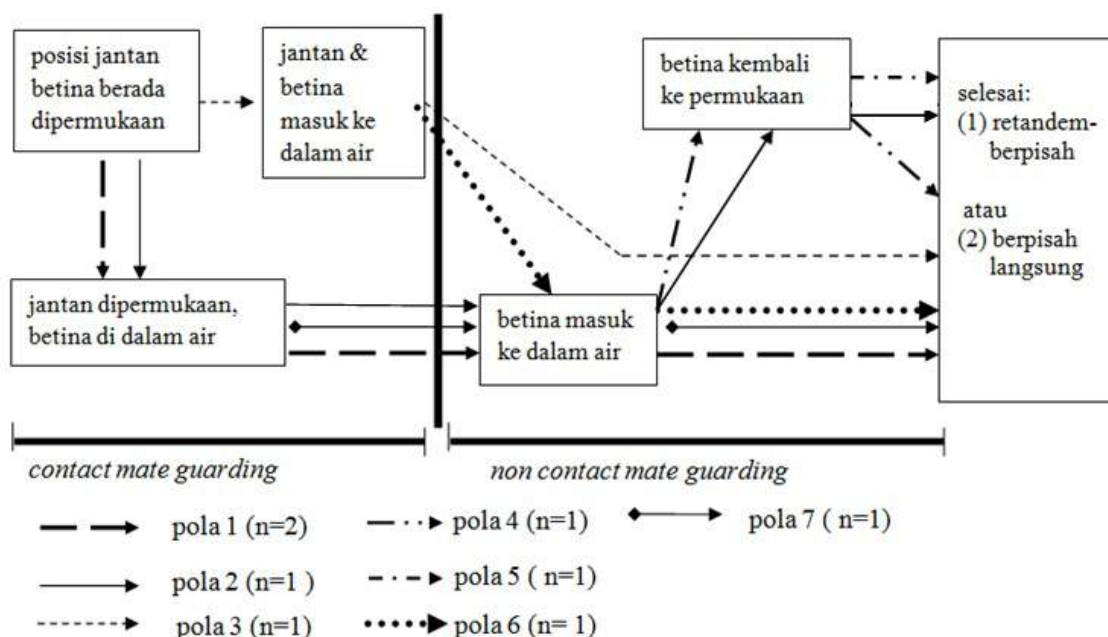 posisi jantan
betina berada
dipermukaan
jantan &
betina
masuk ke
dalam air
betina kembali
ke permukaan
selesai:
(1) retandem-
berpisah
atau
(2) berpisah
langsung
jantan dipermukaan,
betina di dalam air
betina masuk
ke dalam air
contact mate guarding
non contact mate guarding
pola 1 (n=2)
pola 4 (n=1)
pola 7 ( n=1)
pola 2 (n=1 )
pola 5 ( n=1)
pola 3 (n=1)
pola 6 (n= 1)